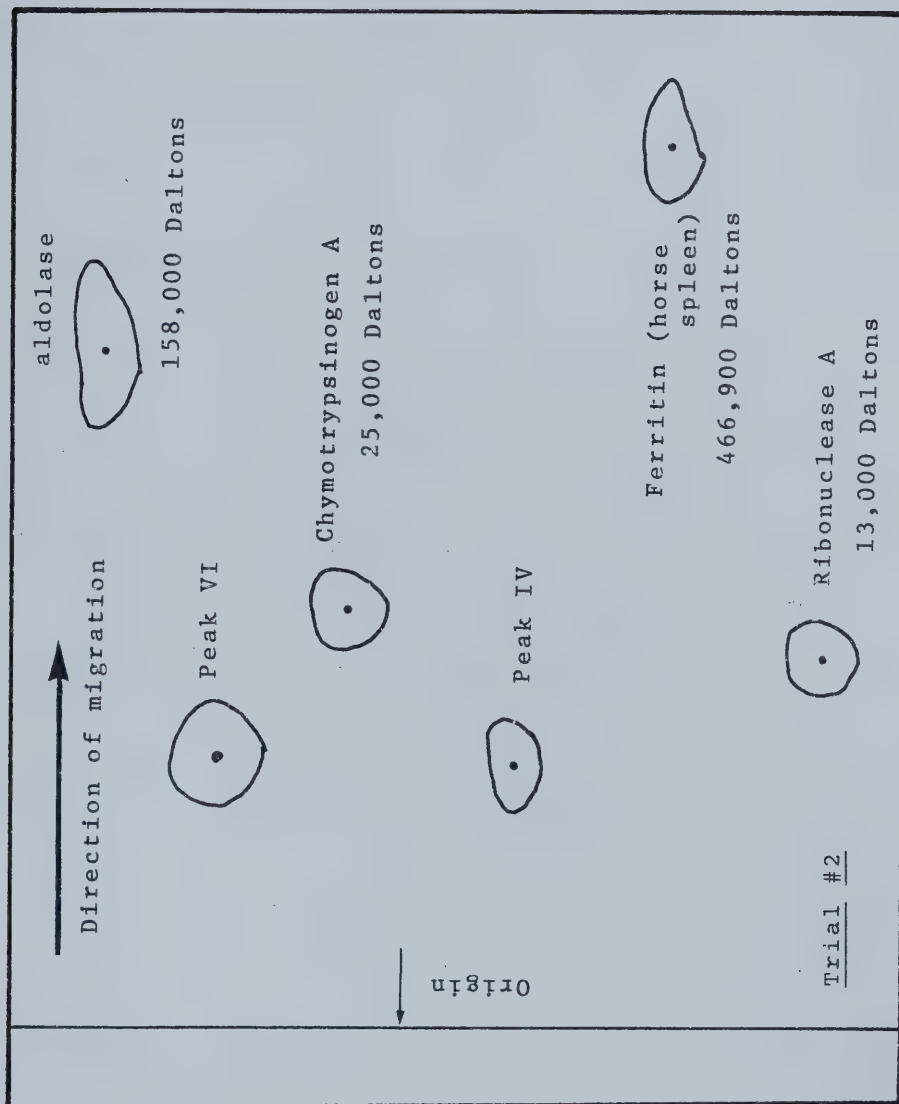 aldolase
158,000 Daltons
Direction of migration
Peak VI
Chymotrypsinogen A
25,000 Daltons
Peak IV
Ferritin (horse
spleen)
466,900 Daltons
Ribonuclease A
13,000 Daltons
Origin
Trial #2